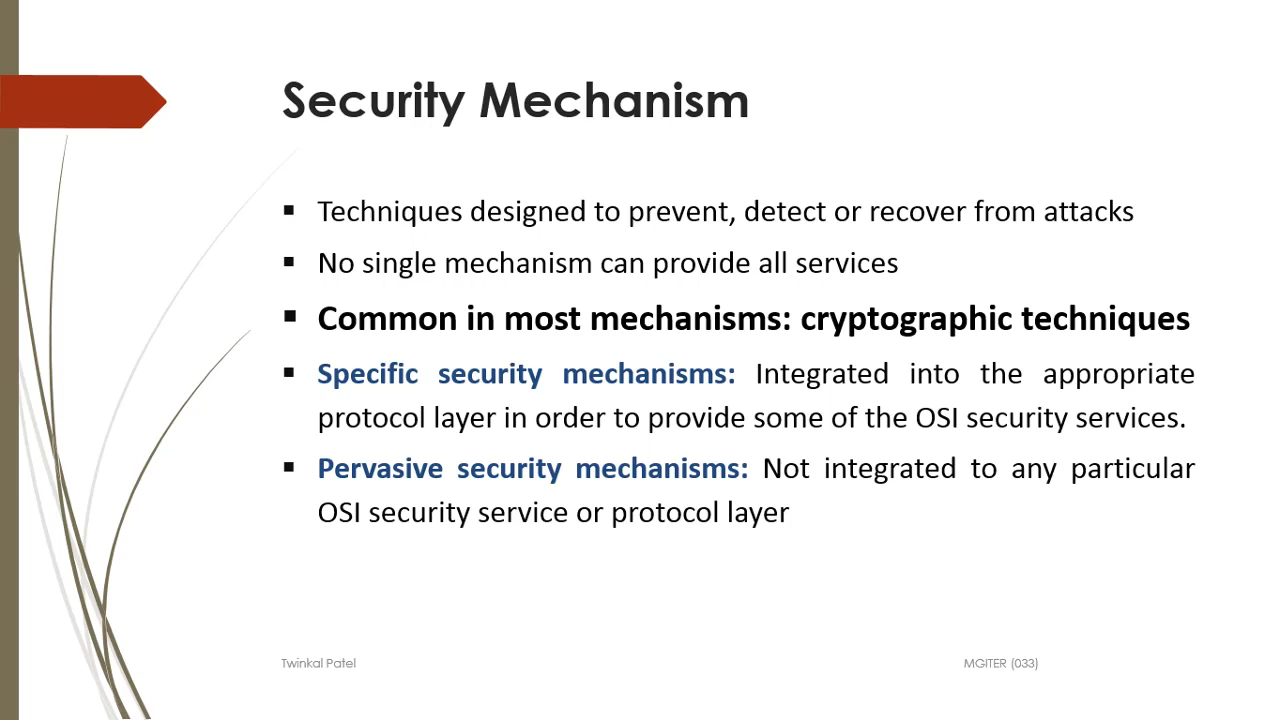 Security Mechanism
▪ Techniques designed to prevent, detect or recover from attacks
▪ No single mechanism can provide all services
▪ Common in most mechanisms: cryptographic techniques
▪ Specific security mechanisms: Integrated into the appropriate
protocol layer in order to provide some of the OSI security services.
▪ Pervasive security mechanisms: Not integrated to any particular
OSI security service or protocol layer
Twinkal Patel
MGITER (033)